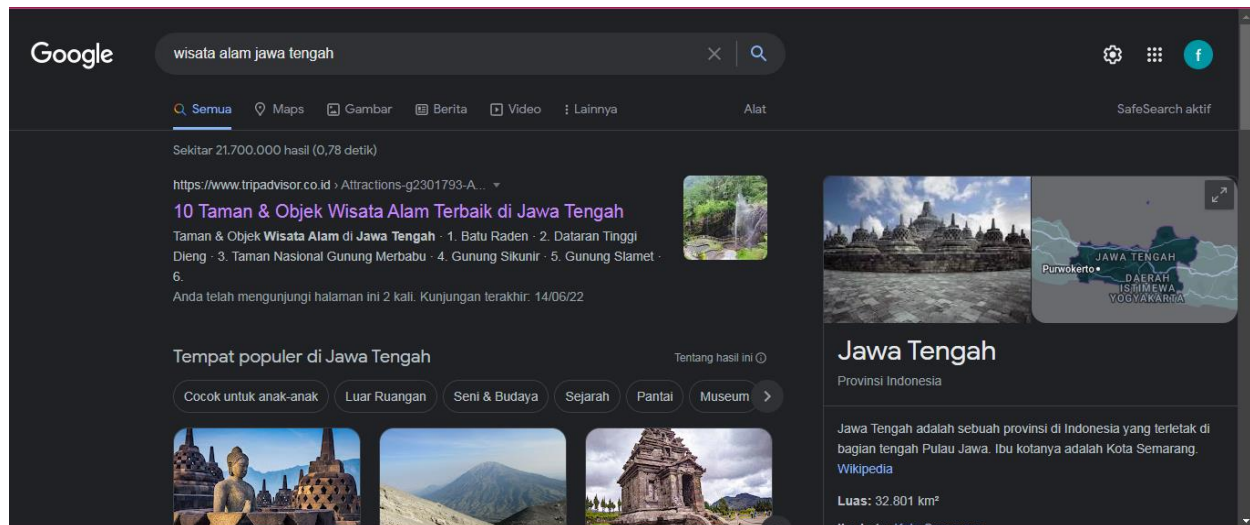 Google
wisata alam jawa tengah
f
Semua Maps Gambar Berita Video Lainnya Alat SafeSearch aktif
Sekitar 21.700.000 hasil (0,78 detik)
https://www.tripadvisor.co.id › Attractions-g2301793-A...
10 Taman & Objek Wisata Alam Terbaik di Jawa Tengah
Taman & Objek Wisata Alam di Jawa Tengah · 1. Batu Raden · 2. Dataran Tinggi
Dieng · 3. Taman Nasional Gunung Merbabu · 4. Gunung Sikunir · 5. Gunung Slamet ·
6.
Anda telah mengunjungi halaman ini 2 kali. Kunjungan terakhir: 14/06/22
Tempat populer di Jawa Tengah
Tentang hasil ini
Cocok untuk anak-anak Luar Ruangan Seni & Budaya Sejarah Pantai Museum
JAWA TENGAH
Purwokerto
DAERAH
ISTIMEWA
YOGYAKARTA
Jawa Tengah
Provinsi Indonesia
Jawa Tengah adalah sebuah provinsi di Indonesia yang terletak di
bagian tengah Pulau Jawa. Ibu kotanya adalah Kota Semarang.
Wikipedia
Luas: 32.801 km²